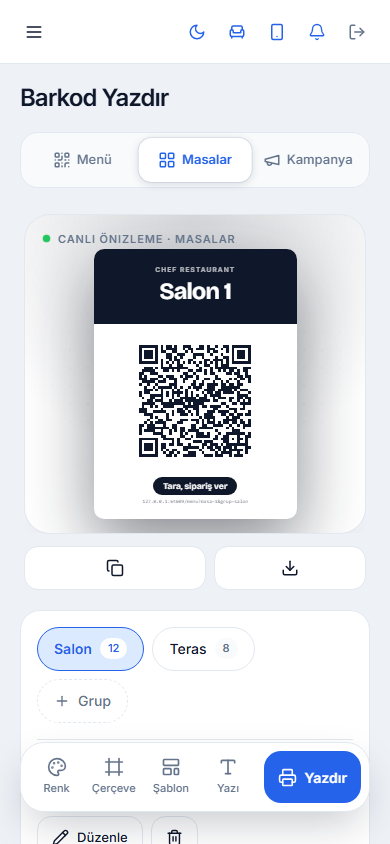 Barkod Yazdır
Menü
Masalar
Kampanya
CANLI ÖNİZLEME · MASALAR
CHEF RESTAURANT
Salon 1
Tara, sipariş ver
Salon 12
Teras 8
+ Grup
Renk
Çerçeve
Şablon
Yazı
Yazdır
Düzenle